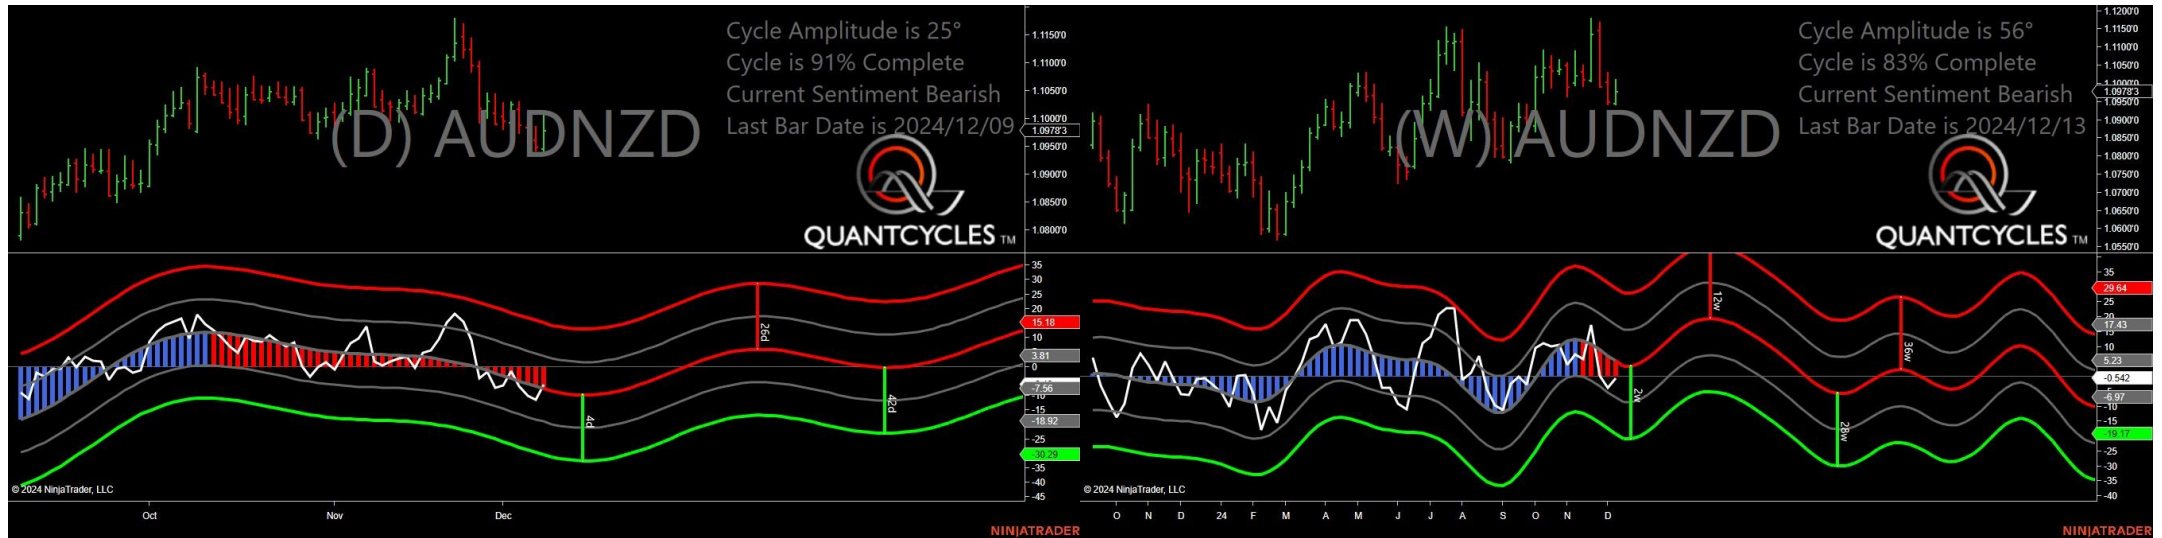 Cycle Amplitude is 25°
Cycle is 91% Complete
Current Sentiment Bearish
Last Bar Date is 2024/12/09
(D) AUDNZD
QUANTCYCLES TM
1.1150'0
1.1100'0
1.1050'0
1.1000'0
1.0978'3
1.0950'0
1.0900'0
1.0850'0
1.0800'0
35
30
25
20
15.18
10
3.81
0
-7.56
-10
-15
-18.92
-25
-30.29
-35
-40
-45
26d
4d
42d
© 2024 NinjaTrader, LLC
Oct Nov Dec
NINJATRADER
Cycle Amplitude is 56°
Cycle is 83% Complete
Current Sentiment Bearish
Last Bar Date is 2024/12/13
(W) AUDNZD
QUANTCYCLES TM
1.1200'0
1.1150'0
1.1100'0
1.1050'0
1.1000'0
1.0978'3
1.0950'0
1.0900'0
1.0850'0
1.0800'0
1.0750'0
1.0700'0
1.0650'0
1.0600'0
1.0550'0
35
29.64
25
20
17.43
10
5.23
-0.542
-6.97
-10
-19.17
-25
-30
-35
-40
12w
36w
2w
28w
© 2024 NinjaTrader, LLC
O N D 24 F M A M J J A S O N D
NINJATRADER